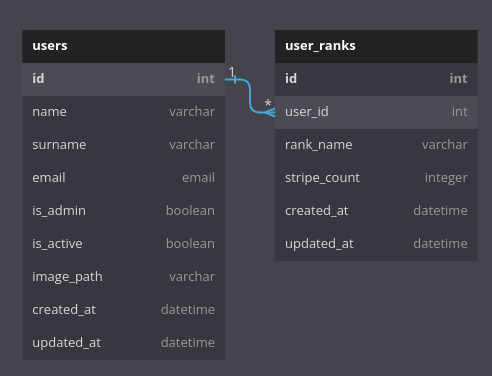 users
id int
name varchar
surname varchar
email email
is_admin boolean
is_active boolean
image_path varchar
created_at datetime
updated_at datetime
1
*
user_ranks
id int
user_id int
rank_name varchar
stripe_count integer
created_at datetime
updated_at datetime